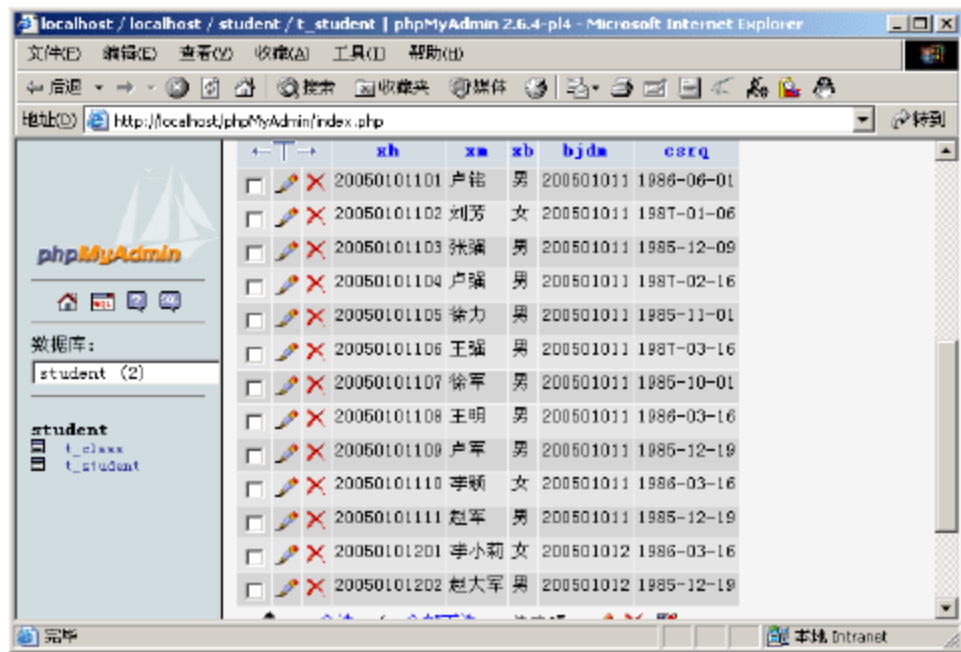 localhost / localhost / student / t_student | phpMyAdmin 2.6.4-pl4 - Microsoft Internet Explorer
文件(F) 编辑(E) 查看(V) 收藏(A) 工具(T) 帮助(H)
后退 搜索 收藏夹 媒体
地址(D) http://localhost/phpMyAdmin/index.php 转到
phpMyAdmin
SQL
数据库:
student (2)
student
t_class
t_student
xh xm xb bjdm csrq
20050101101 卢铭 男 200501011 1986-06-01
20050101102 刘芳 女 200501011 1987-01-06
20050101103 张强 男 200501011 1985-12-09
20050101104 卢强 男 200501011 1987-02-16
20050101105 徐力 男 200501011 1985-11-01
20050101106 王强 男 200501011 1987-03-16
20050101107 徐军 男 200501011 1985-10-01
20050101108 王明 男 200501011 1986-03-16
20050101109 卢军 男 200501011 1985-12-19
20050101110 李颖 女 200501011 1986-03-16
20050101111 赵军 男 200501011 1985-12-19
20050101201 李小莉 女 200501012 1986-03-16
20050101202 赵大军 男 200501012 1985-12-19
完毕 本地 Intranet